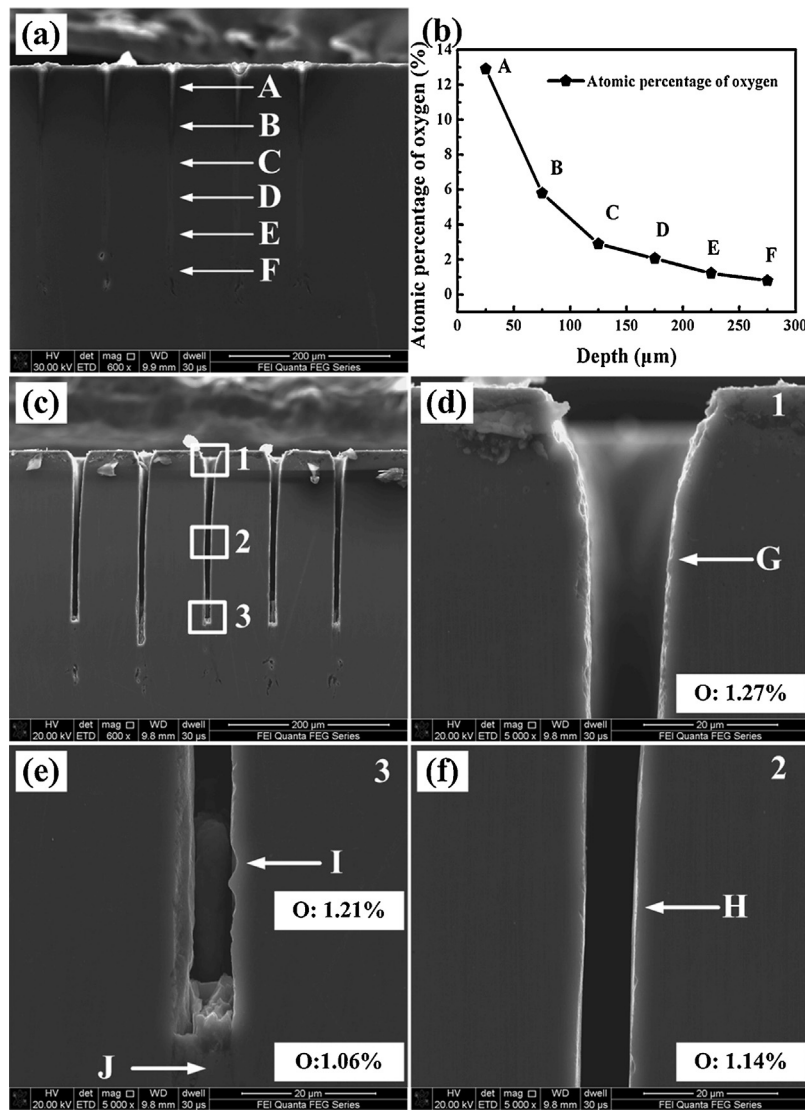 (a)
A
B
C
D
E
F
HV det mag □ WD dwell 200 µm
30.00 kV ETD 600 x 9.9 mm 30 µs FEI Quanta FEG Series
(b)
Atomic percentage of oxygen (%)
14
12
10
8
6
4
2
0
A
B
C
D
E
F
Atomic percentage of oxygen
0 50 100 150 200 250 300
Depth (µm)
(c)
1
2
3
HV det mag □ WD dwell 200 µm
20.00 kV ETD 600 x 9.8 mm 30 µs FEI Quanta FEG Series
(d)
1
G
O: 1.27%
HV det mag □ WD dwell 20 µm
20.00 kV ETD 5 000 x 9.8 mm 30 µs FEI Quanta FEG Series
(e)
3
I
O: 1.21%
J
O:1.06%
HV det mag □ WD dwell 20 µm
20.00 kV ETD 5 000 x 9.8 mm 30 µs FEI Quanta FEG Series
(f)
2
H
O: 1.14%
HV det mag □ WD dwell 20 µm
20.00 kV ETD 5 000 x 9.8 mm 30 µs FEI Quanta FEG Series